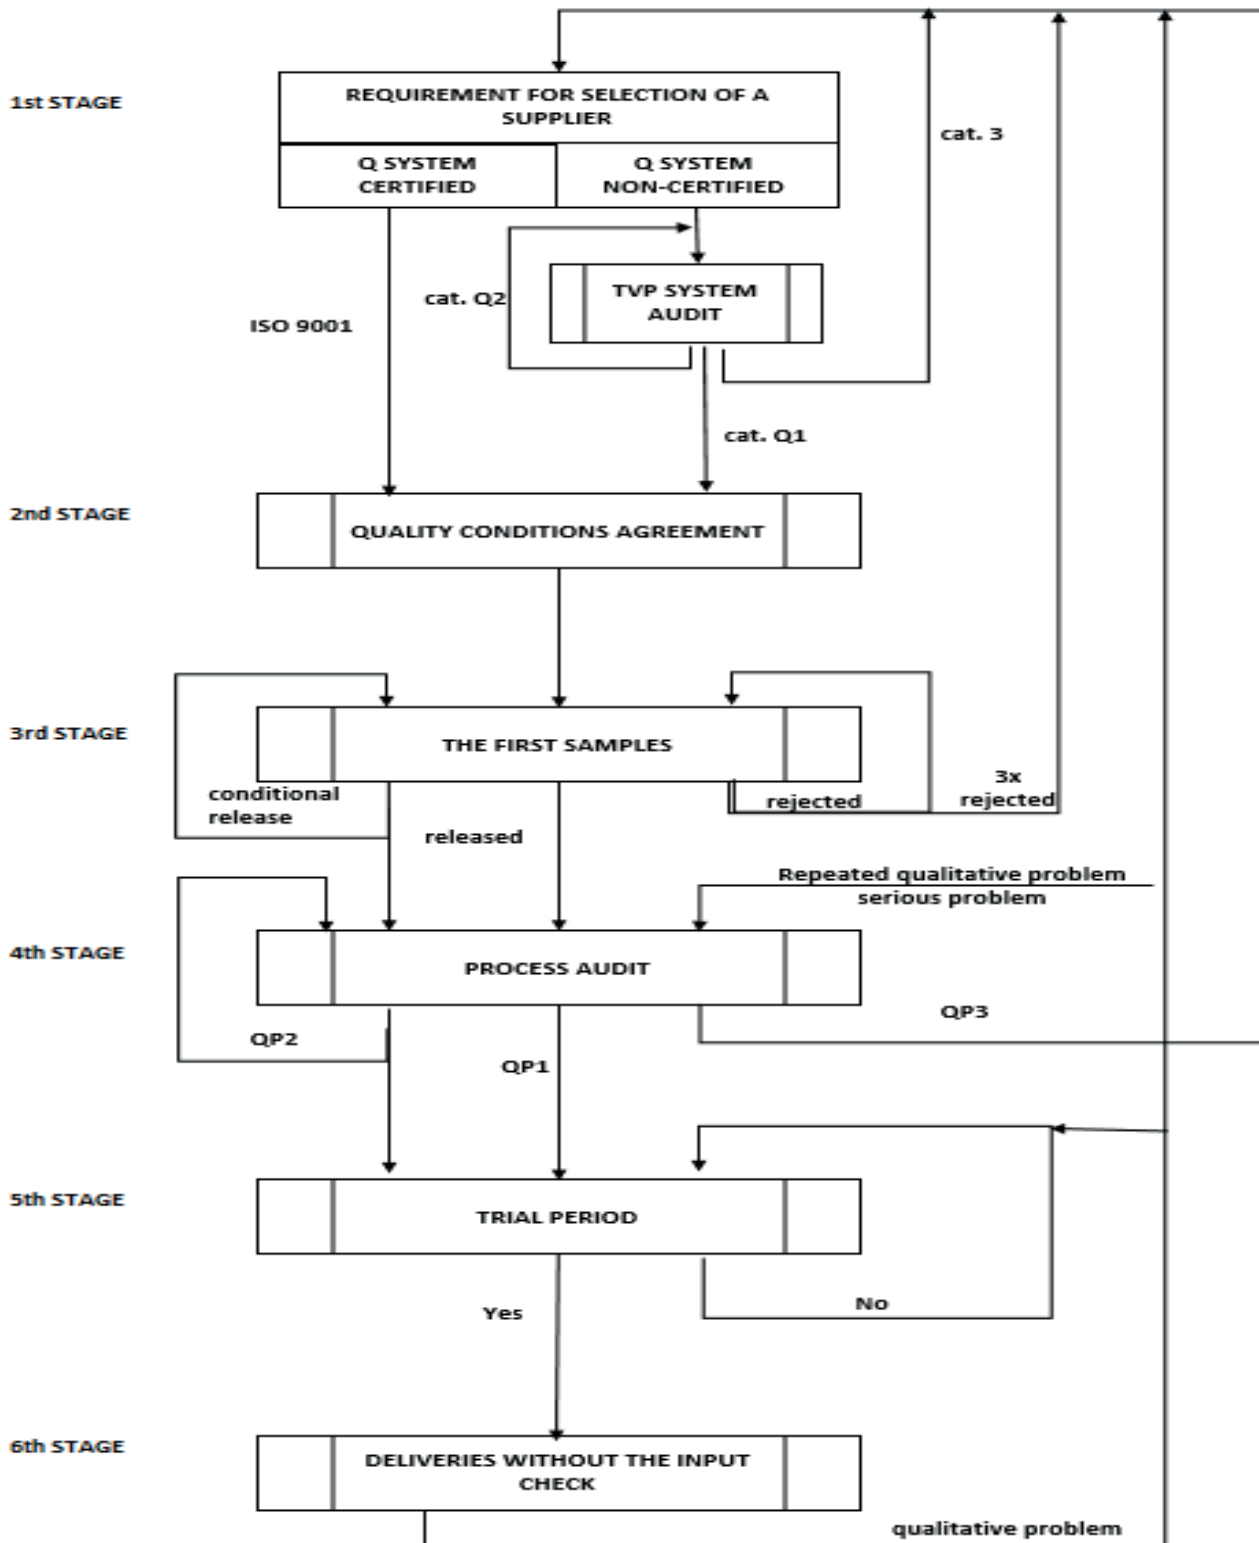 1st STAGE
REQUIREMENT FOR SELECTION OF A
SUPPLIER
cat. 3
Q SYSTEM
CERTIFIED
Q SYSTEM
NON-CERTIFIED
TVP SYSTEM
AUDIT
cat. Q2
ISO 9001
cat. Q1
2nd STAGE
QUALITY CONDITIONS AGREEMENT
3rd STAGE
THE FIRST SAMPLES
conditional
release
released
rejected
3x
rejected
Repeated qualitative problem
serious problem
4th STAGE
PROCESS AUDIT
QP2
QP1
QP3
5th STAGE
TRIAL PERIOD
Yes
No
6th STAGE
DELIVERIES WITHOUT THE INPUT
CHECK
qualitative problem